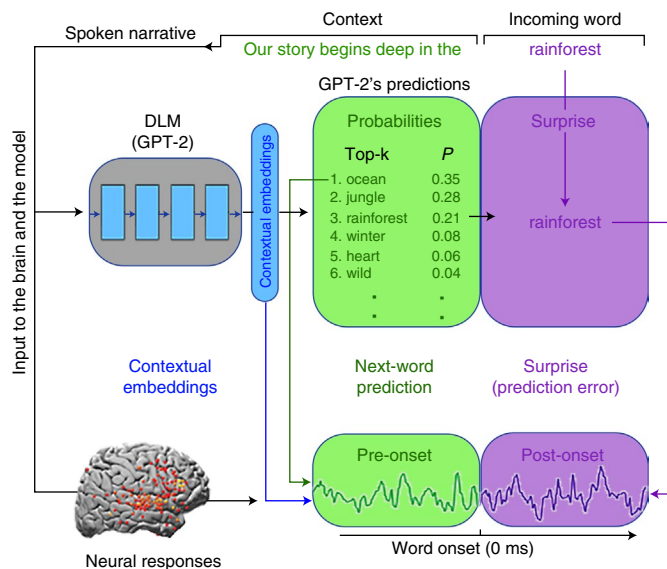 Context
Incoming word
Spoken narrative
Our story begins deep in the
rainforest
GPT-2's predictions
DLM
(GPT-2)
Input to the brain and the model
Contextual embeddings
Probabilities
Top-k P
1. ocean 0.35
2. jungle 0.28
3. rainforest 0.21
4. winter 0.08
5. heart 0.06
6. wild 0.04
Surprise
rainforest
Contextual
embeddings
Next-word
prediction
Surprise
(prediction error)
Pre-onset
Post-onset
Word onset (0 ms)
Neural responses